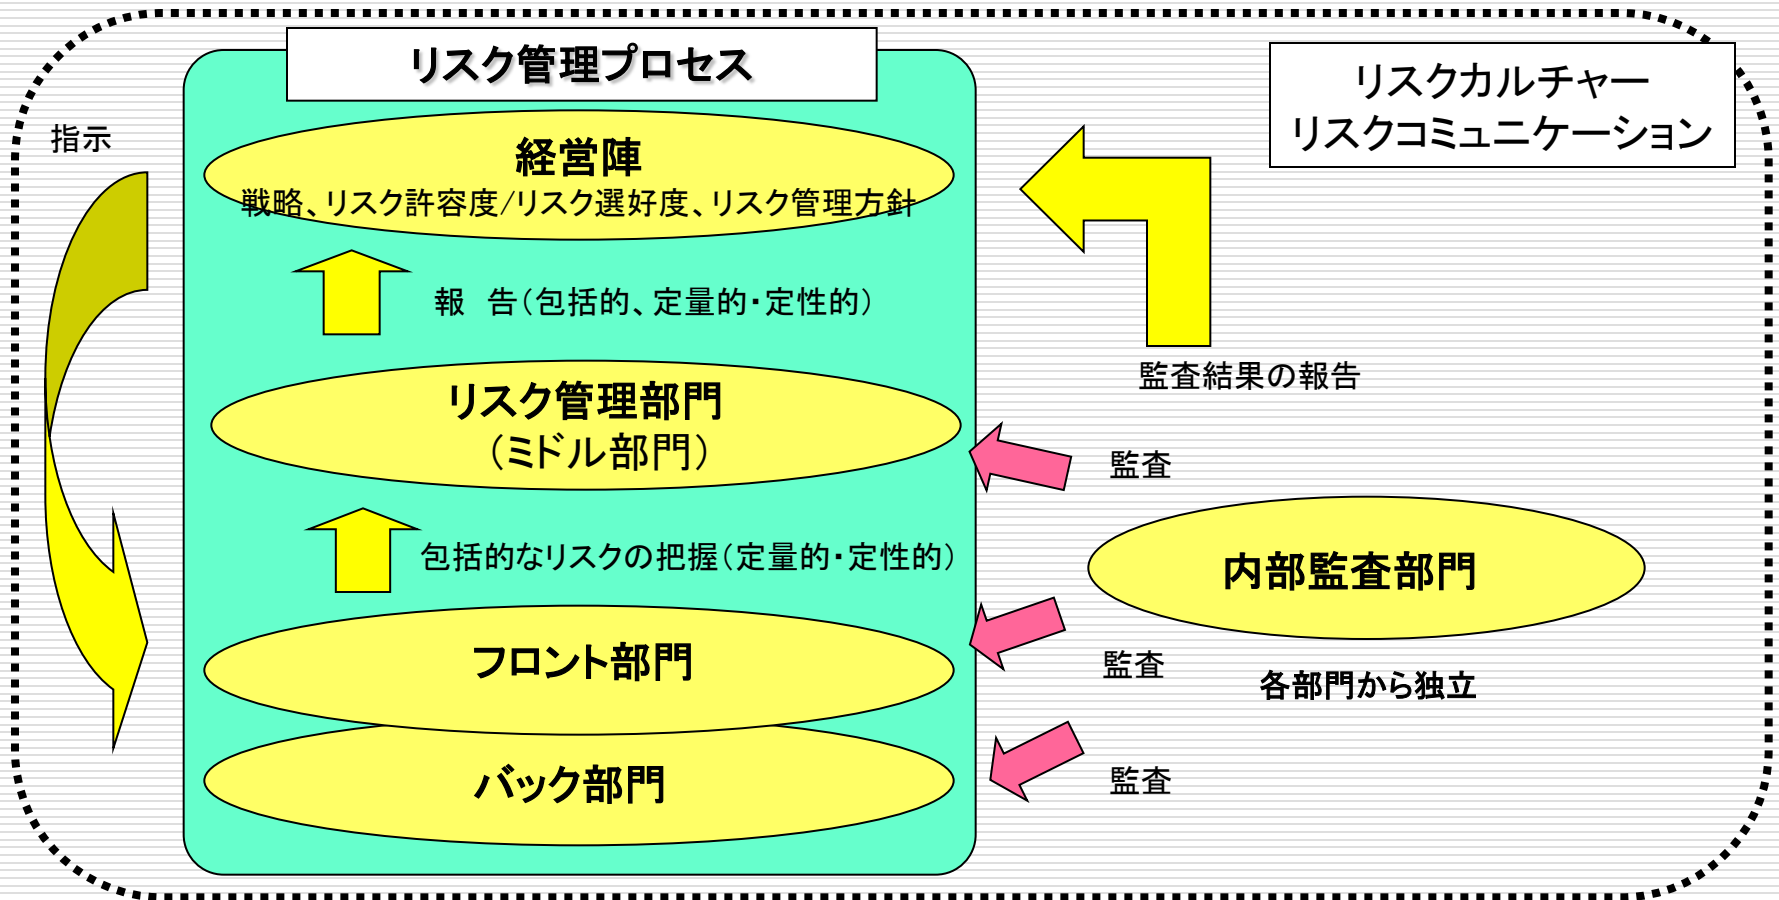 リスク管理プロセス
リスクカルチャー
リスクコミュニケーション
指示
経営陣
戦略、リスク許容度/リスク選好度、リスク管理方針
報　告（包括的、定量的・定性的）
監査結果の報告
リスク管理部門
（ミドル部門）
監査
包括的なリスクの把握（定量的・定性的）
内部監査部門
フロント部門
監査
各部門から独立
バック部門
監査